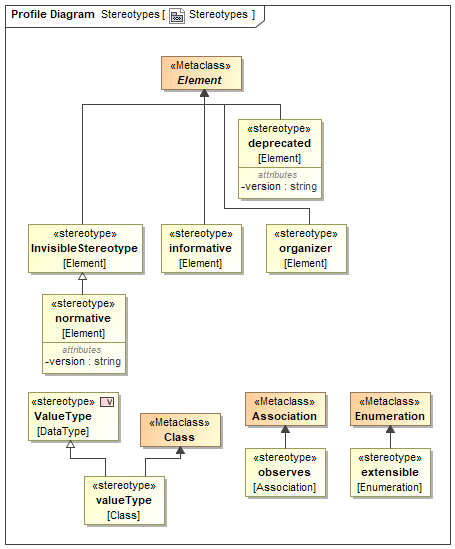 Profile Diagram Stereotypes [ Stereotypes ]
«Metaclass»
Element
«stereotype»
deprecated
[Element]
attributes
-version : string
«stereotype»
InvisibleStereotype
[Element]
«stereotype»
informative
[Element]
«stereotype»
organizer
[Element]
«stereotype»
normative
[Element]
attributes
-version : string
«stereotype» V
ValueType
[DataType]
«Metaclass»
Class
«Metaclass»
Association
«Metaclass»
Enumeration
«stereotype»
valueType
[Class]
«stereotype»
observes
[Association]
«stereotype»
extensible
[Enumeration]